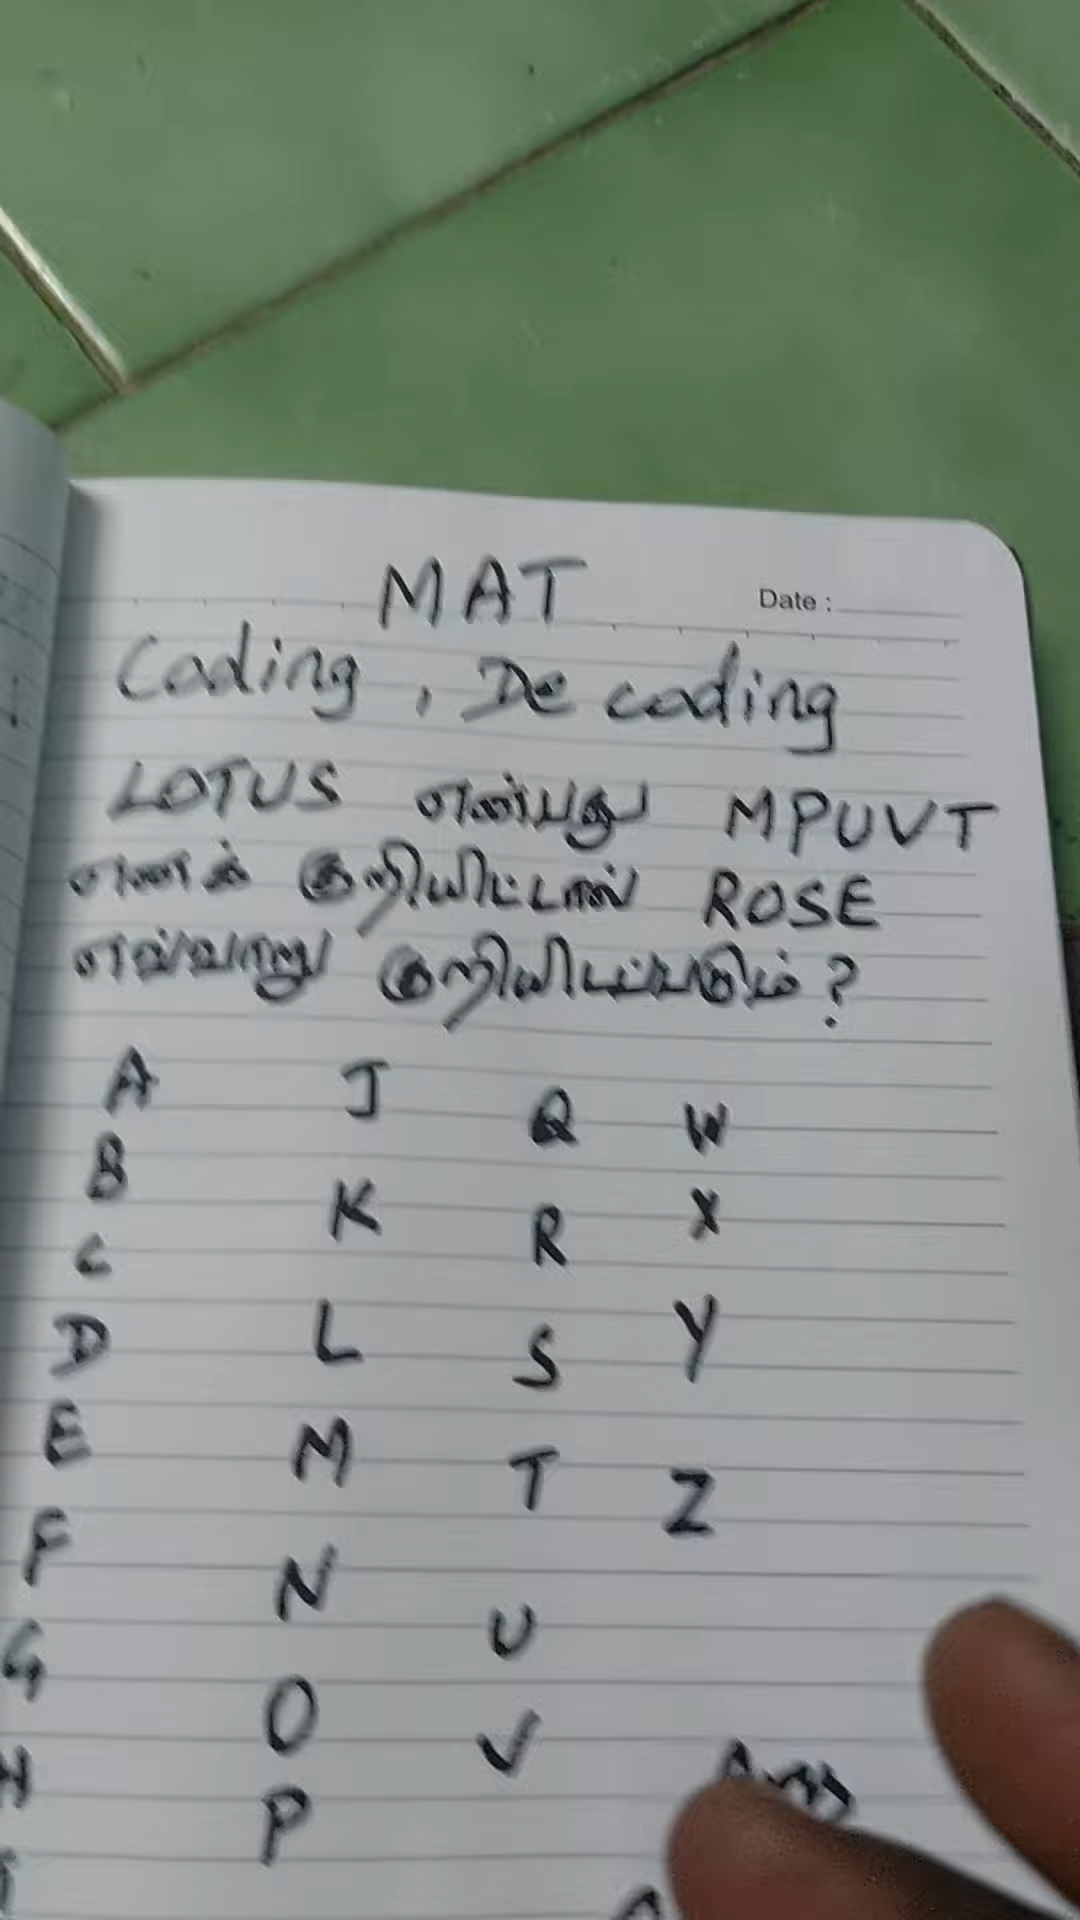 MAT
Date :
Coding , De coding
LOTUS என்பது MPUVT
எனக் குறியிட்டால் ROSE
எவ்வாறு குறியிடப்படும் ?
A J Q W
B K R X
C L S Y
D M T Z
E N U
F O V
G P
H